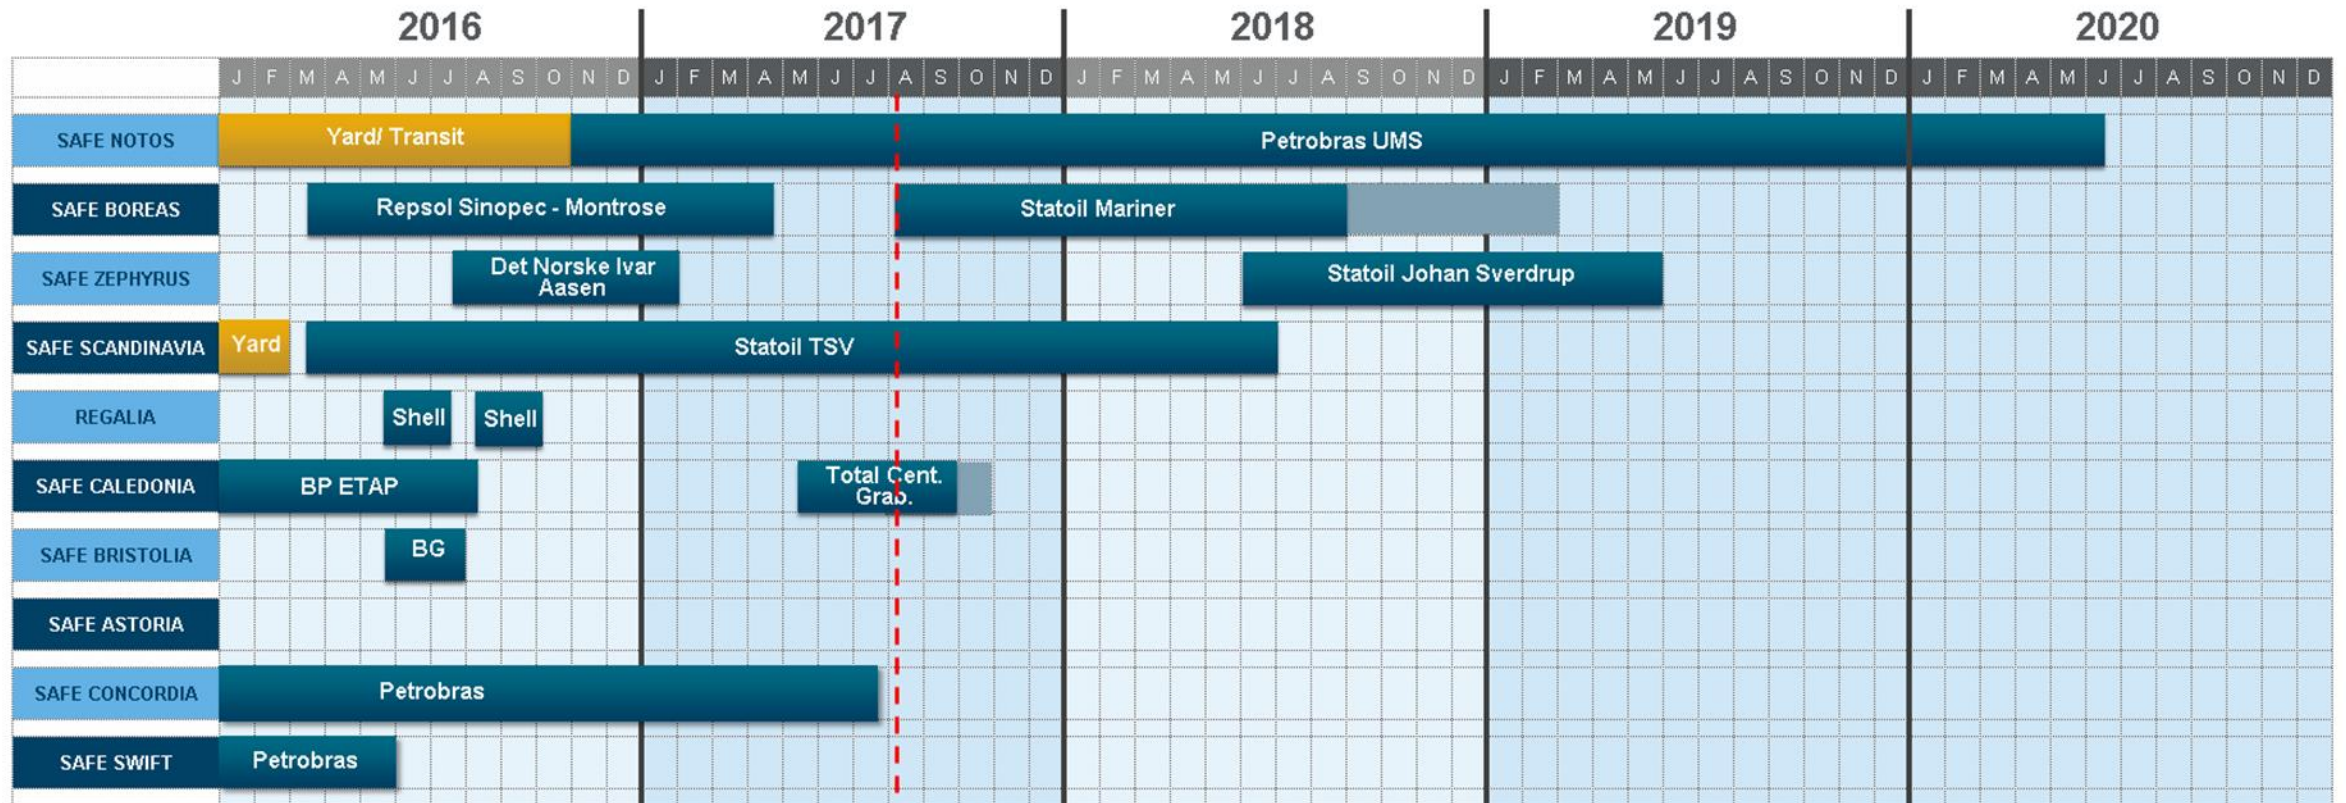 2016 2017 2018 2019 2020
J F M A M J J A S O N D J F M A M J J A S O N D J F M A M J J A S O N D J F M A M J J A S O N D J F M A M J J A S O N D
SAFE NOTOS Yard/ Transit Petrobras UMS
SAFE BOREAS Repsol Sinopec - Montrose Statoil Mariner
SAFE ZEPHYRUS Det Norske Ivar
Aasen Statoil Johan Sverdrup
SAFE SCANDINAVIA Yard Statoil TSV
REGALIA Shell Shell
SAFE CALEDONIA BP ETAP Total Cent.
Grab.
SAFE BRISTOLIA BG
SAFE ASTORIA
SAFE CONCORDIA Petrobras
SAFE SWIFT Petrobras